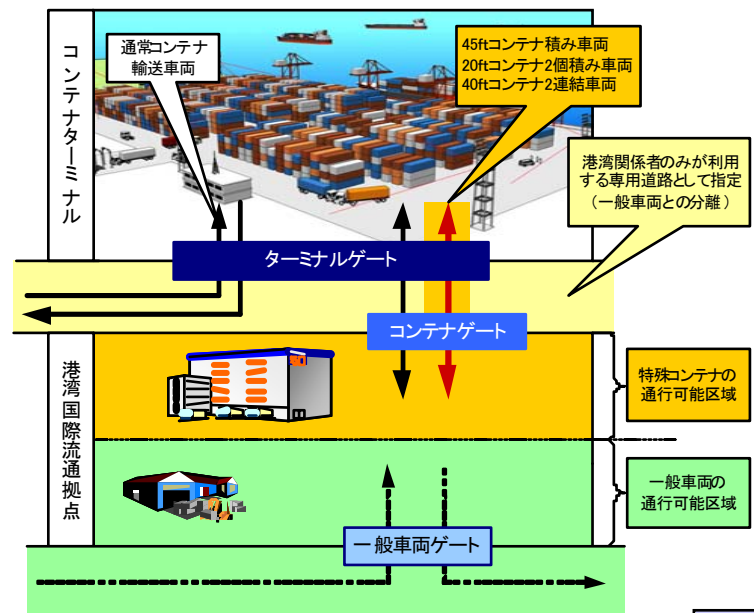 コンテナターミナル
通常コンテナ
輸送車両
45ftコンテナ積み車両
20ftコンテナ2個積み車両
40ftコンテナ2連結車両
港湾関係者のみが利用
する専用道路として指定
（一般車両との分離）
ターミナルゲート
コンテナゲート
港湾国際流通拠点
特殊コンテナの
通行可能区域
一般車両の
通行可能区域
一般車両ゲート